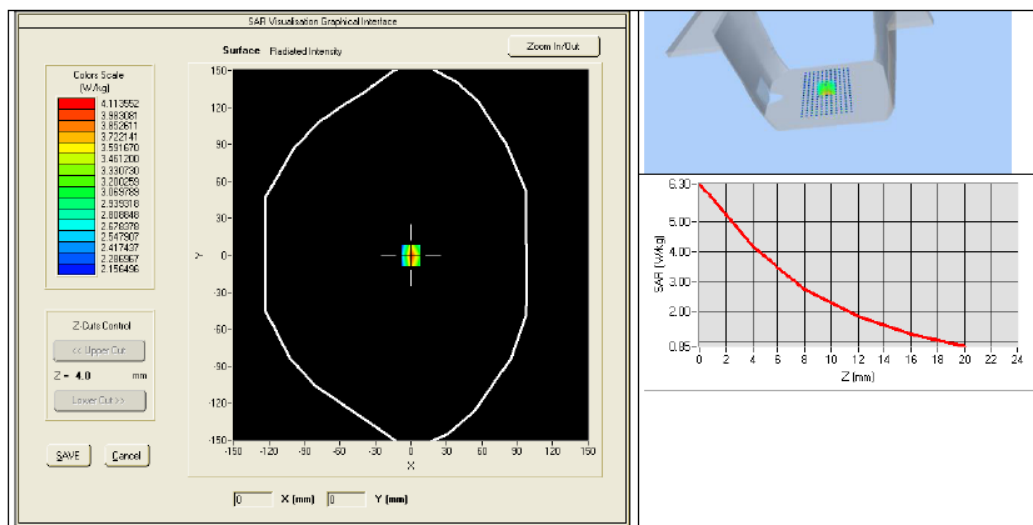 SAR Visualisation Graphical Interface
Surface Radiated Intensity
Zoom In/Out
Colors Scale
(W/kg)
4.113552
3.983081
3.852611
3.722141
3.591670
3.461200
3.330730
3.200259
3.069789
2.939318
2.808848
2.678378
2.547907
2.417437
2.286967
2.156496
Z-Cuts Control
<< Upper Cut
Z = 4.0 mm
Lower Cut >>
SAVE
Cancel
150
120
90
60
30
0
-30
-60
-90
-120
-150
Y
-150 -120 -90 -60 -30 0 30 60 90 120 150
X
0 X (mm) 0 Y (mm)
6.30
5.00
4.00
3.00
2.00
0.85
SAR (W/kg)
0 2 4 6 8 10 12 14 16 18 20 22 24
Z (mm)